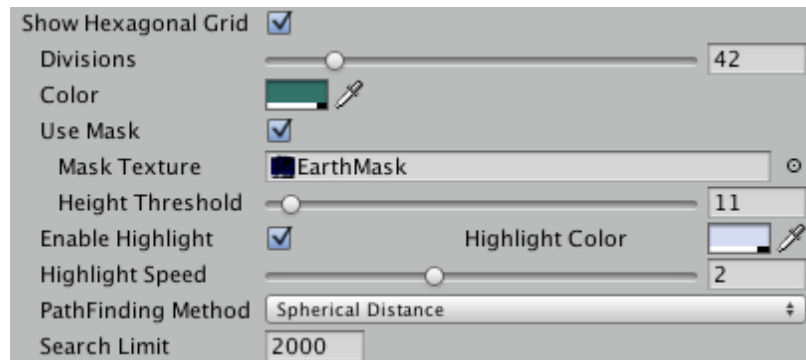 Show Hexagonal Grid
Divisions 42
Color
Use Mask
Mask Texture EarthMask
Height Threshold 11
Enable Highlight Highlight Color
Highlight Speed 2
PathFinding Method Spherical Distance
Search Limit 2000